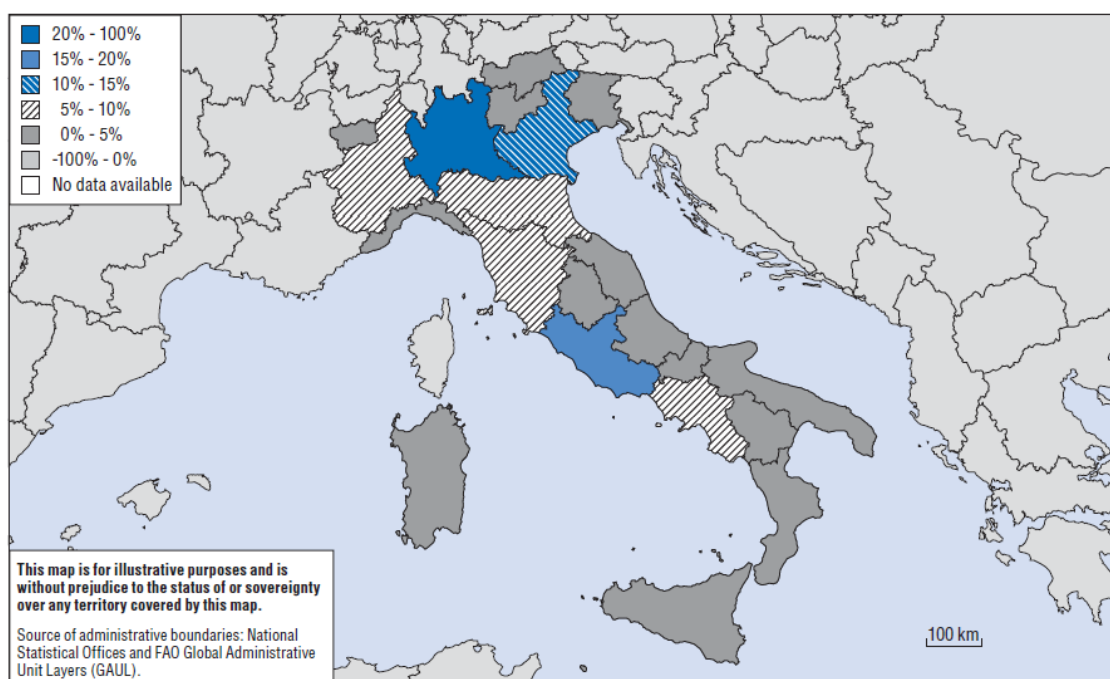 20% - 100%
15% - 20%
10% - 15%
5% - 10%
0% - 5%
-100% - 0%
No data available
This map is for illustrative purposes and is
without prejudice to the status of or sovereignty
over any territory covered by this map.
Source of administrative boundaries: National
Statistical Offices and FAO Global Administrative
Unit Layers (GAUL).
100 km